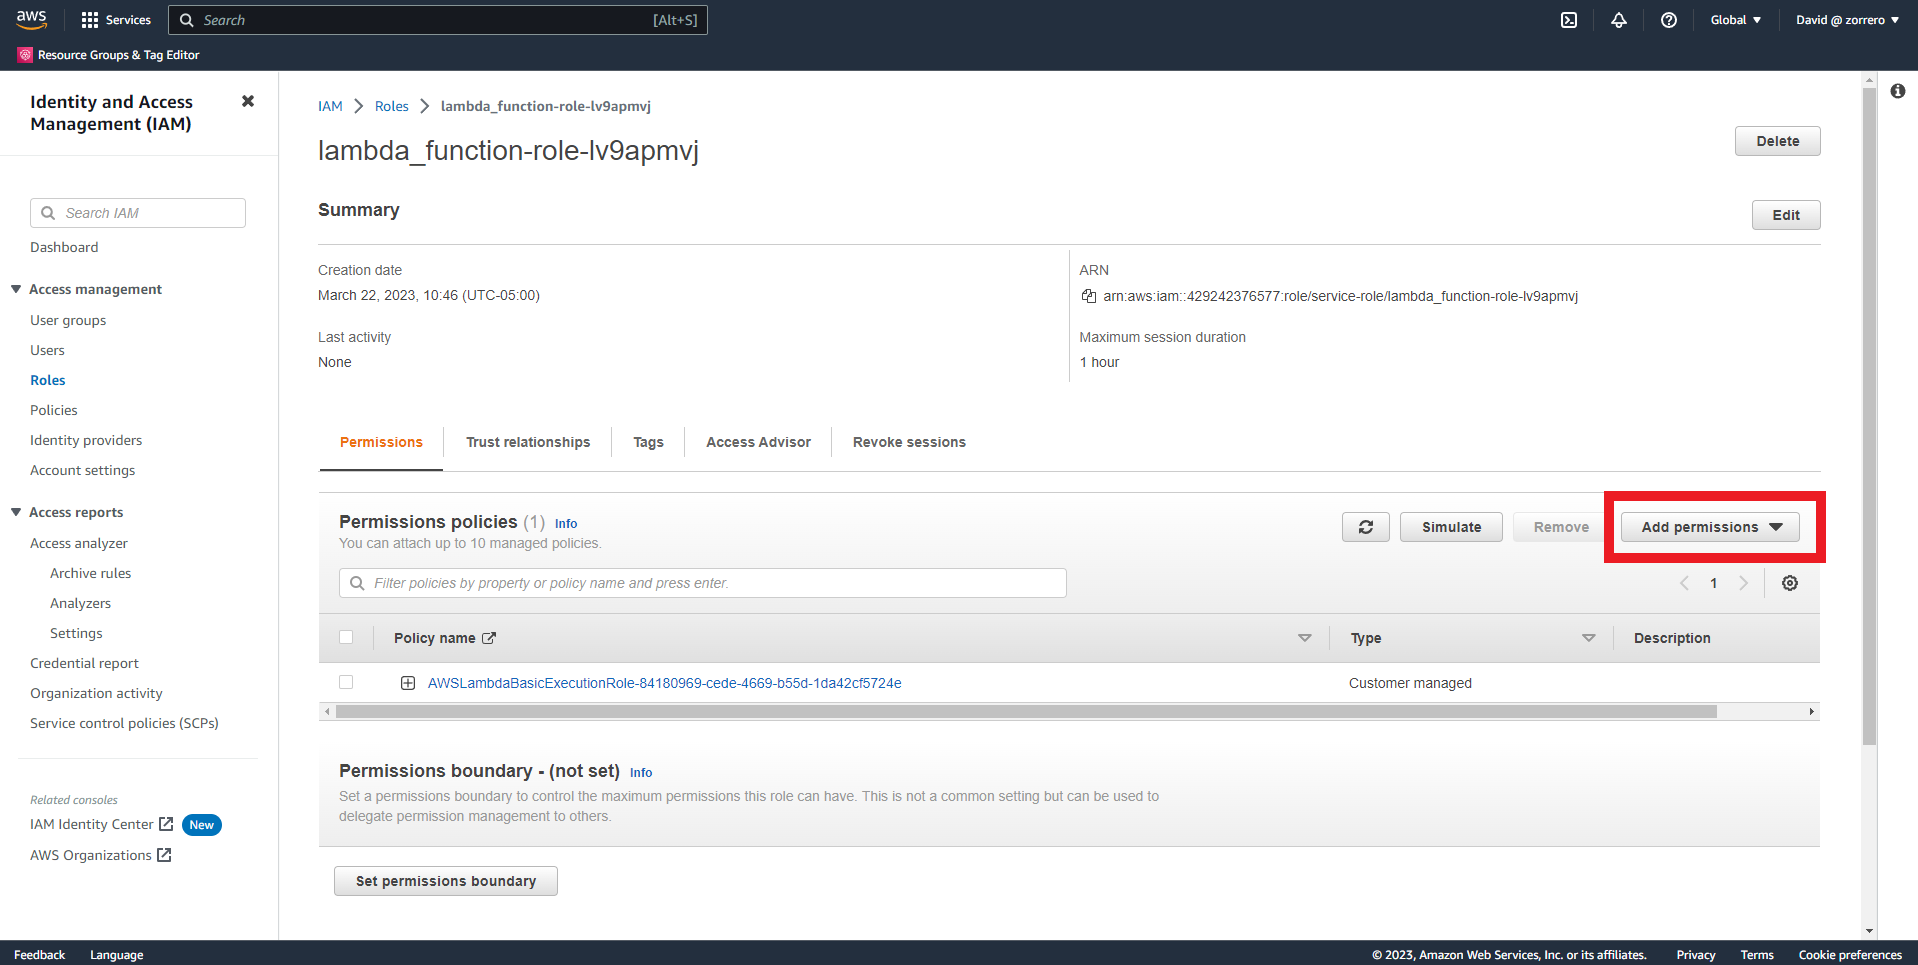 aws
Services
Search
[Alt+S]
Global
David @ zorrero
Resource Groups & Tag Editor
Identity and Access
Management (IAM)
Search IAM
Dashboard
Access management
User groups
Users
Roles
Policies
Identity providers
Account settings
Access reports
Access analyzer
Archive rules
Analyzers
Settings
Credential report
Organization activity
Service control policies (SCPs)
Related consoles
IAM Identity Center New
AWS Organizations
IAM Roles lambda_function-role-lv9apmvj
lambda_function-role-lv9apmvj
Delete
Summary
Edit
Creation date
March 22, 2023, 10:46 (UTC-05:00)
ARN
arn:aws:iam::429242376577:role/service-role/lambda_function-role-lv9apmvj
Last activity
None
Maximum session duration
1 hour
Permissions Trust relationships Tags Access Advisor Revoke sessions
Permissions policies (1) Info
You can attach up to 10 managed policies.
Simulate Remove Add permissions
Filter policies by property or policy name and press enter.
1
Policy name Type Description
AWSLambdaBasicExecutionRole-84180969-cede-4669-b55d-1da42cf5724e Customer managed
Permissions boundary - (not set) Info
Set a permissions boundary to control the maximum permissions this role can have. This is not a common setting but can be used to
delegate permission management to others.
Set permissions boundary
Feedback Language © 2023, Amazon Web Services, Inc. or its affiliates. Privacy Terms Cookie preferences